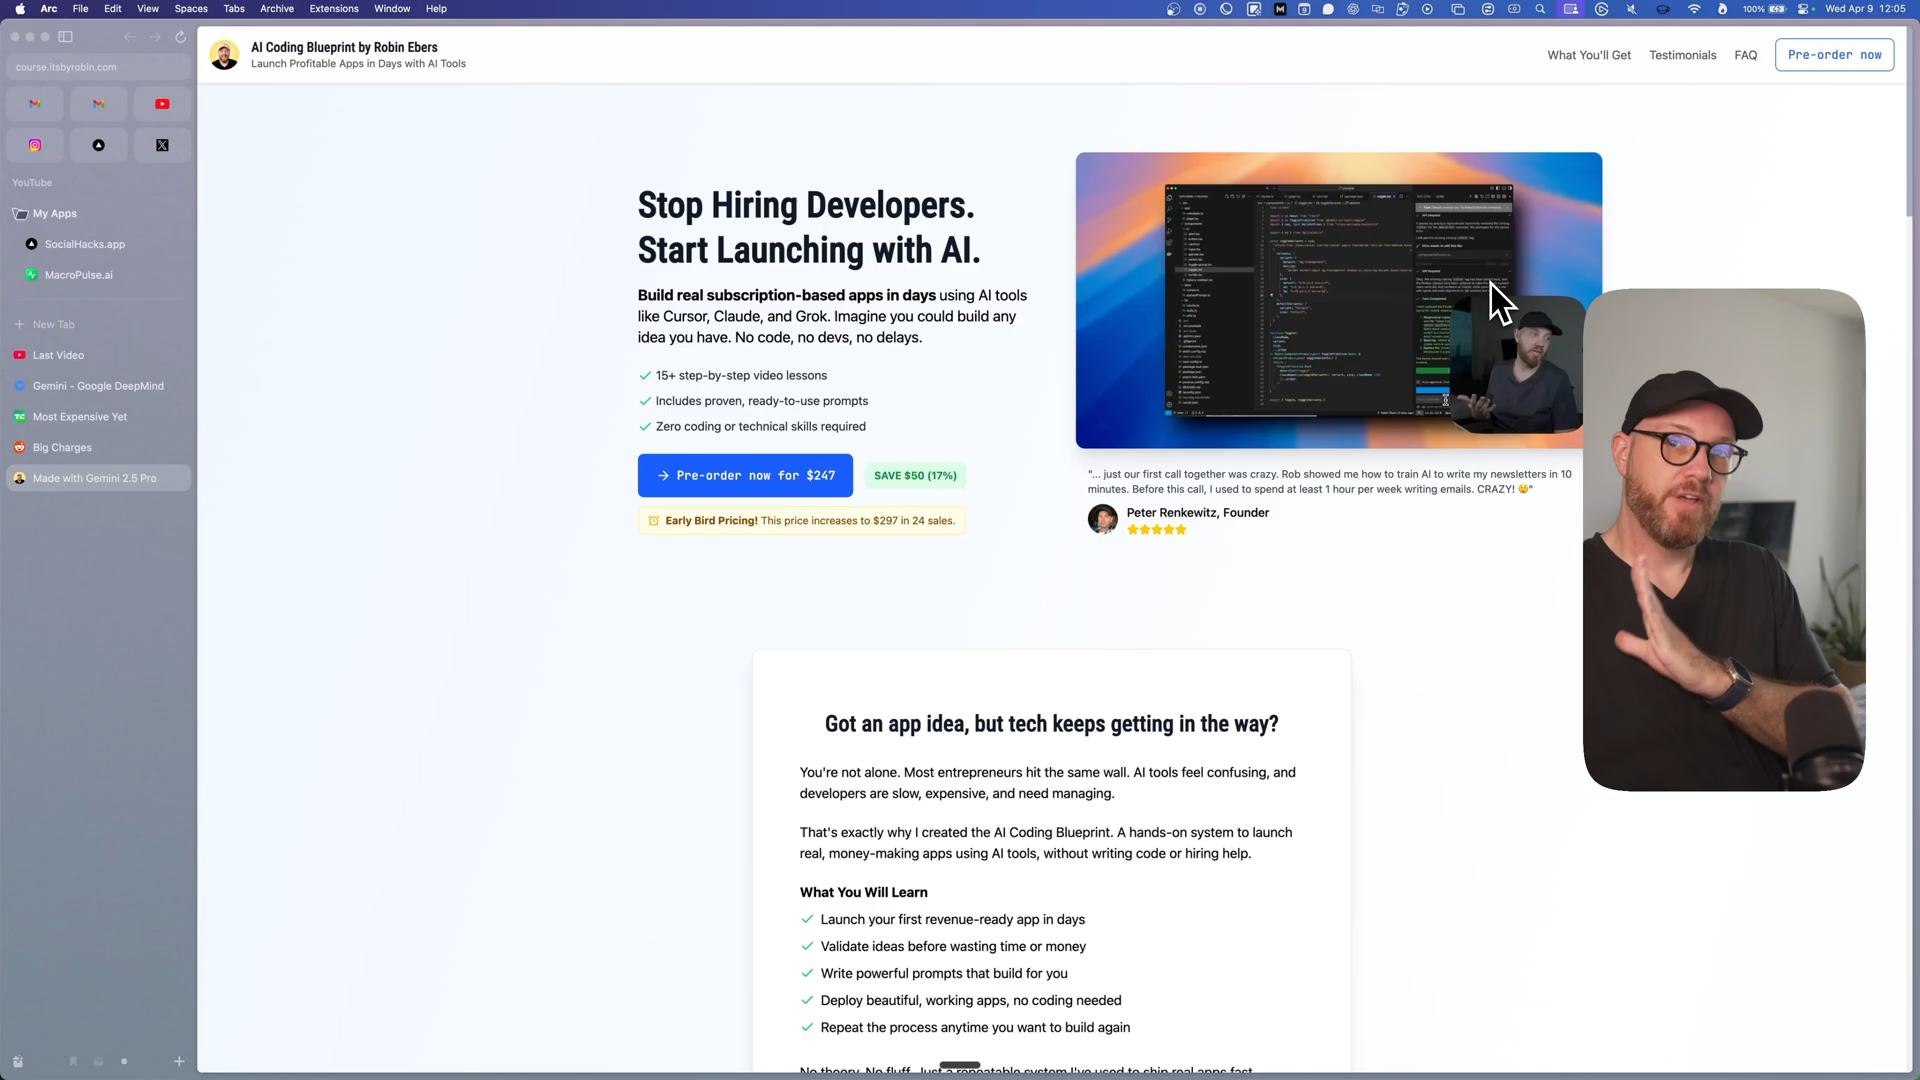 Arc File Edit View Spaces Tabs Archive Extensions Window Help
100% Wed Apr 9 12:05
course.itsbyrobin.com
YouTube
My Apps
SocialHacks.app
MacroPulse.ai
New Tab
Last Video
Gemini - Google DeepMind
Most Expensive Yet
Big Charges
Made with Gemini 2.5 Pro
AI Coding Blueprint by Robin Ebers
Launch Profitable Apps in Days with AI Tools
What You'll Get Testimonials FAQ Pre-order now
Stop Hiring Developers.
Start Launching with AI.
Build real subscription-based apps in days using AI tools
like Cursor, Claude, and Grok. Imagine you could build any
idea you have. No code, no devs, no delays.
15+ step-by-step video lessons
Includes proven, ready-to-use prompts
Zero coding or technical skills required
Pre-order now for $247
SAVE $50 (17%)
Early Bird Pricing! This price increases to $297 in 24 sales.
"... just our first call together was crazy. Rob showed me how to train AI to write my newsletters in 10
minutes. Before this call, I used to spend at least 1 hour per week writing emails. CRAZY! 🤯"
Peter Renkewitz, Founder
Got an app idea, but tech keeps getting in the way?
You're not alone. Most entrepreneurs hit the same wall. AI tools feel confusing, and
developers are slow, expensive, and need managing.
That's exactly why I created the AI Coding Blueprint. A hands-on system to launch
real, money-making apps using AI tools, without writing code or hiring help.
What You Will Learn
Launch your first revenue-ready app in days
Validate ideas before wasting time or money
Write powerful prompts that build for you
Deploy beautiful, working apps, no coding needed
Repeat the process anytime you want to build again
No theory. No fluff. Just a repeatable system I've used to ship real apps fast